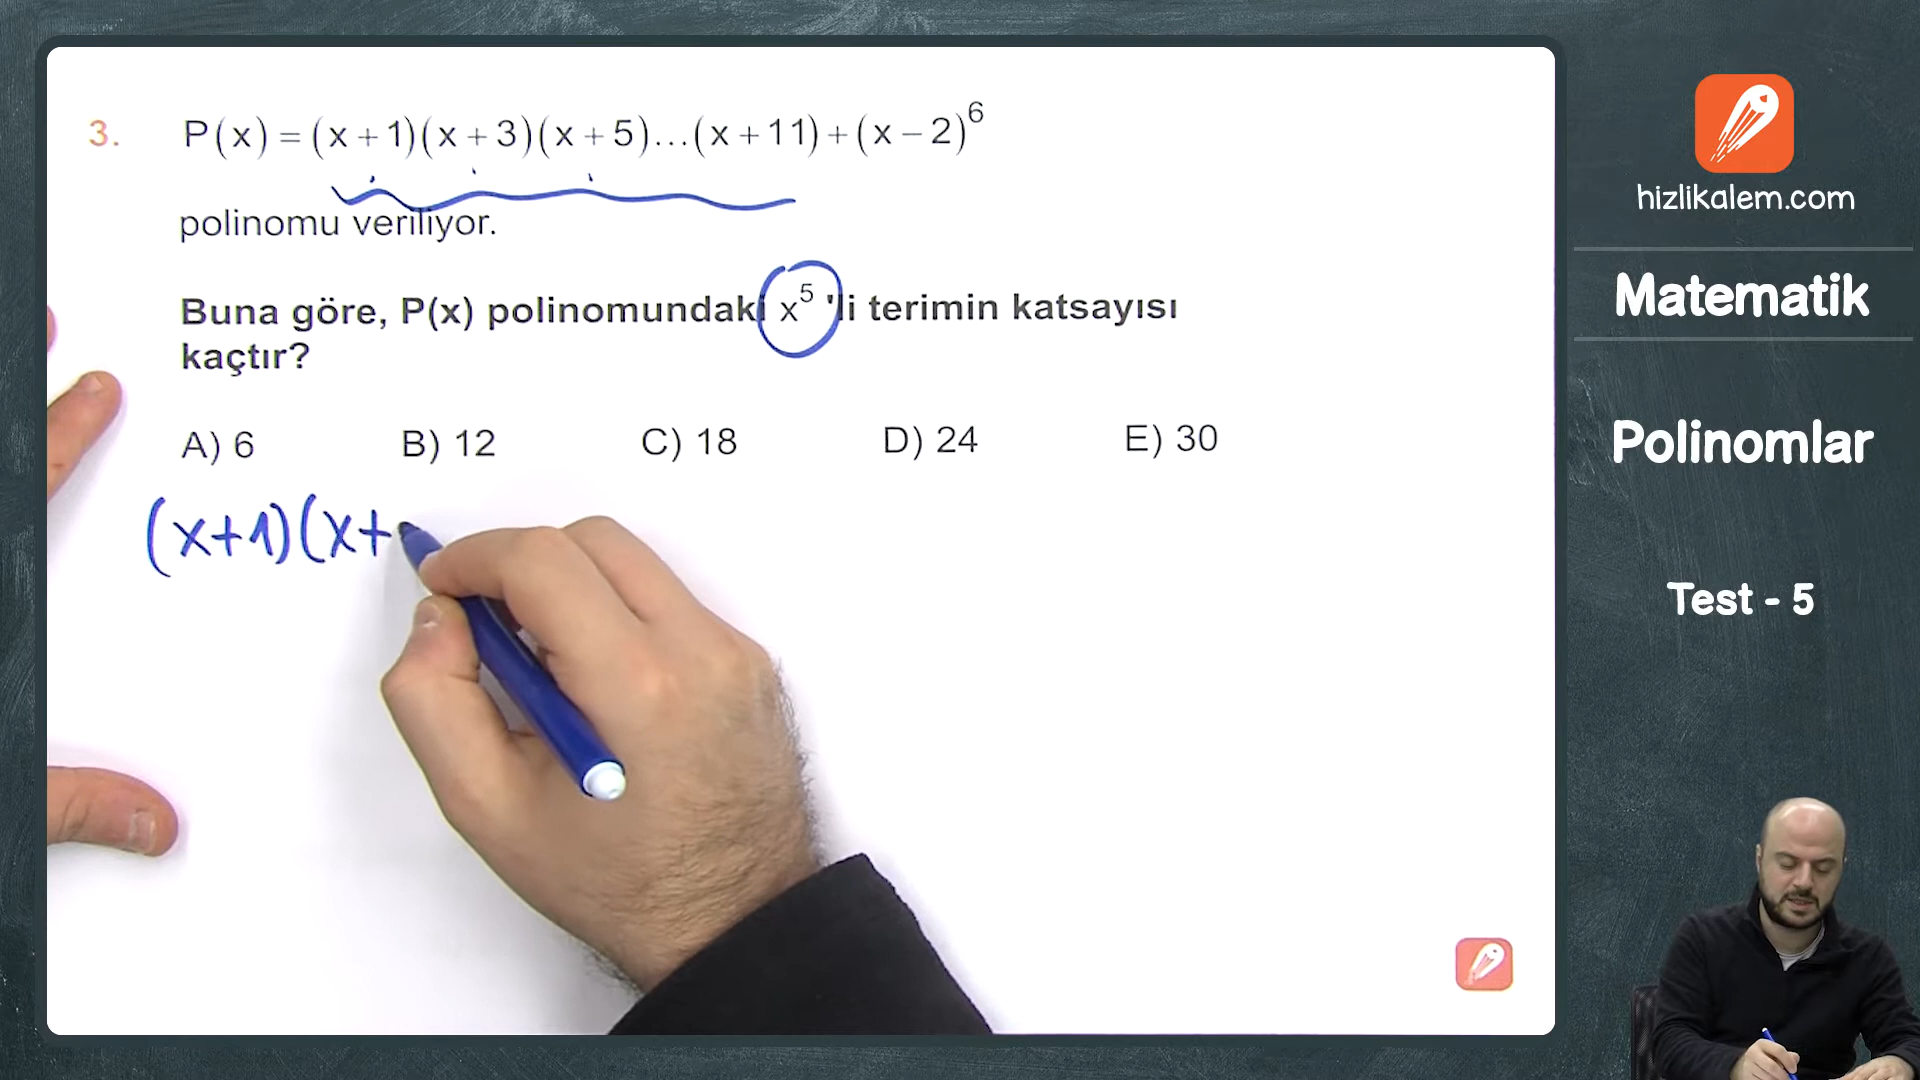 3. P(x) = (x + 1)(x + 3)(x + 5)...(x + 11) + (x − 2)⁶
polinomu veriliyor.
Buna göre, P(x) polinomundaki x⁵ 'li terimin katsayısı
kaçtır?
A) 6 B) 12 C) 18 D) 24 E) 30
(x+1)(x+
hizlikalem.com
Matematik
Polinomlar
Test - 5